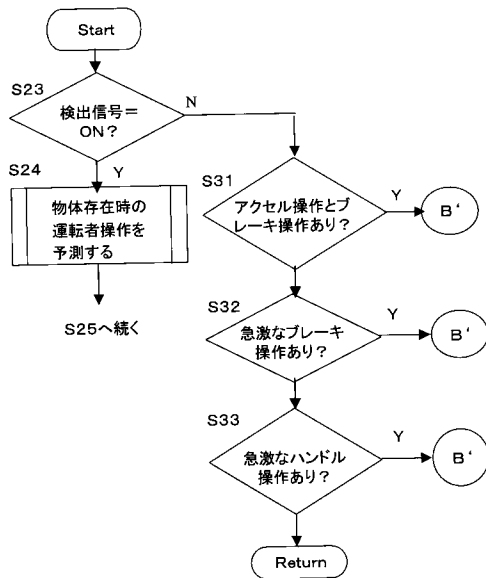 Start
S23
検出信号＝
ON？
N
Y
S24
物体存在時の
運転者操作を
予測する
S25へ続く
S31
アクセル操作とブ
レーキ操作あり？
Y
B‘
S32
急激なブレーキ
操作あり？
Y
B‘
S33
急激なハンドル
操作あり？
Y
B‘
Return